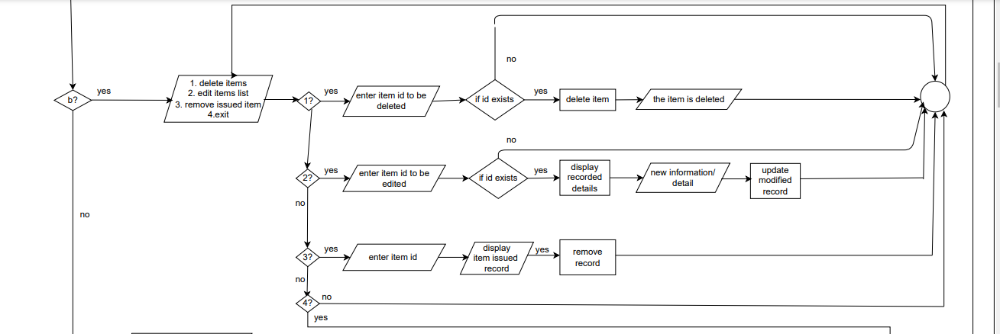 no
yes
b?
1. delete items
2. edit items list
3. remove issued item
4.exit
1?
yes
enter item id to be
deleted
if id exists
yes
delete item
the item is deleted
no
2?
yes
enter item id to be
edited
if id exists
yes
display
recorded
details
new information/
detail
update
modified
record
no
no
3?
yes
enter item id
display
item issued
record
yes
remove
record
no
4?
no
yes